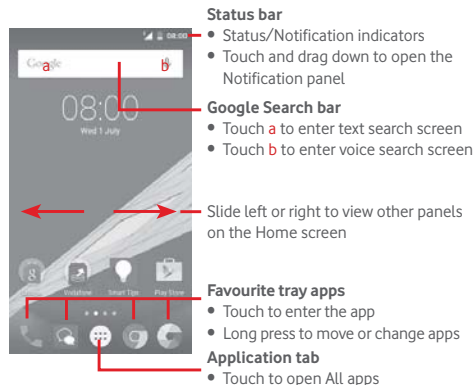 Status bar
• Status/Notification indicators
• Touch and drag down to open the
Notification panel
Google Search bar
• Touch a to enter text search screen
• Touch b to enter voice search screen
Slide left or right to view other panels
on the Home screen
Favourite tray apps
• Touch to enter the app
• Long press to move or change apps
Application tab
• Touch to open All apps
08:00
Google
a
b
08:00
Wed 1 July
Vodafone
Smart Tips
Play Store